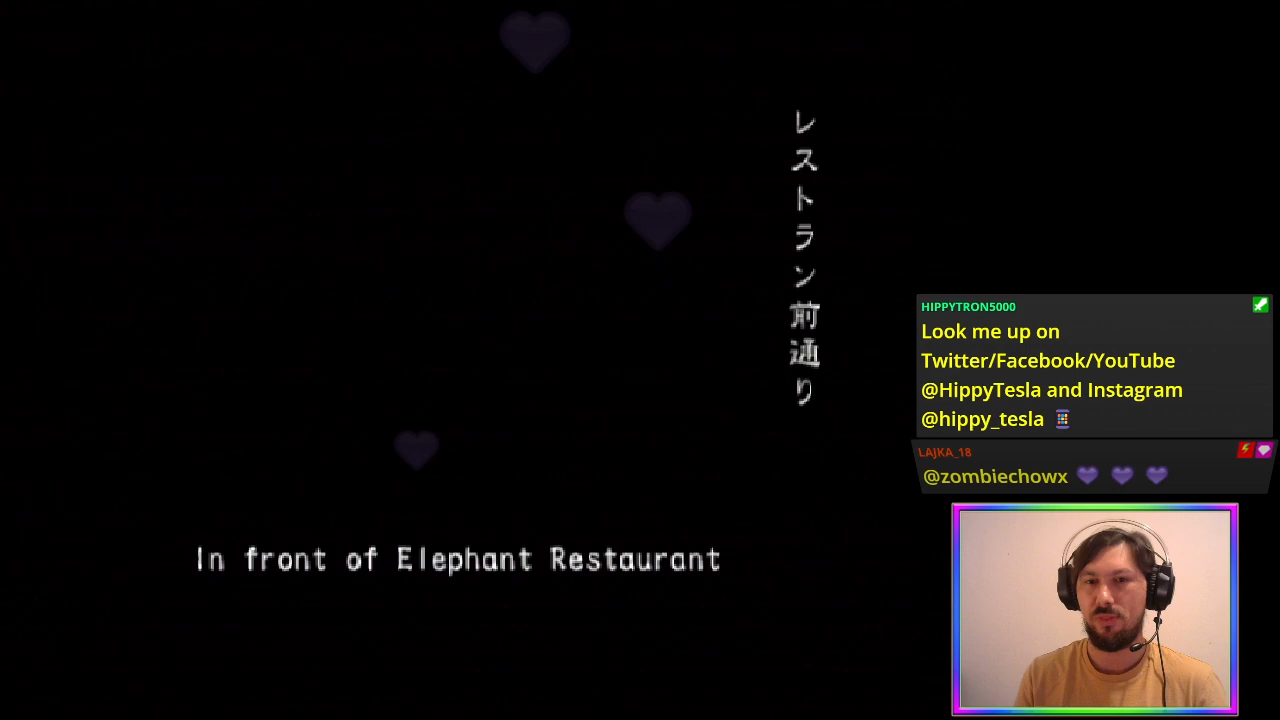 レストラン前通り
In front of Elephant Restaurant
HIPPYTRON5000
Look me up on
Twitter/Facebook/YouTube
@HippyTesla and Instagram
@hippy_tesla 🧵
LAJKA_18
@zombiechowx 💜 💜 💜